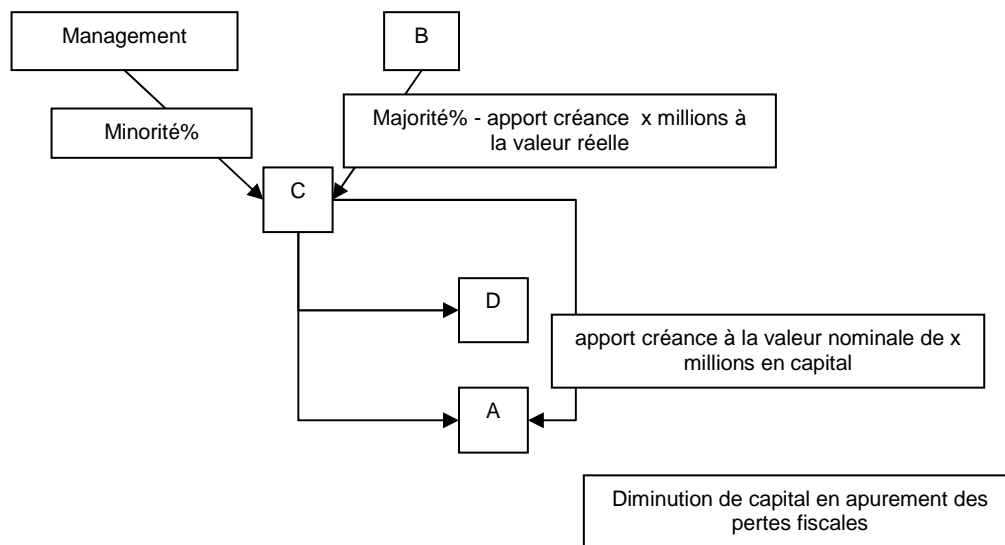 Management
B
Minorité%
Majorité% - apport créance x millions à
la valeur réelle
C
D
apport créance à la valeur nominale de x
millions en capital
A
Diminution de capital en apurement des
pertes fiscales